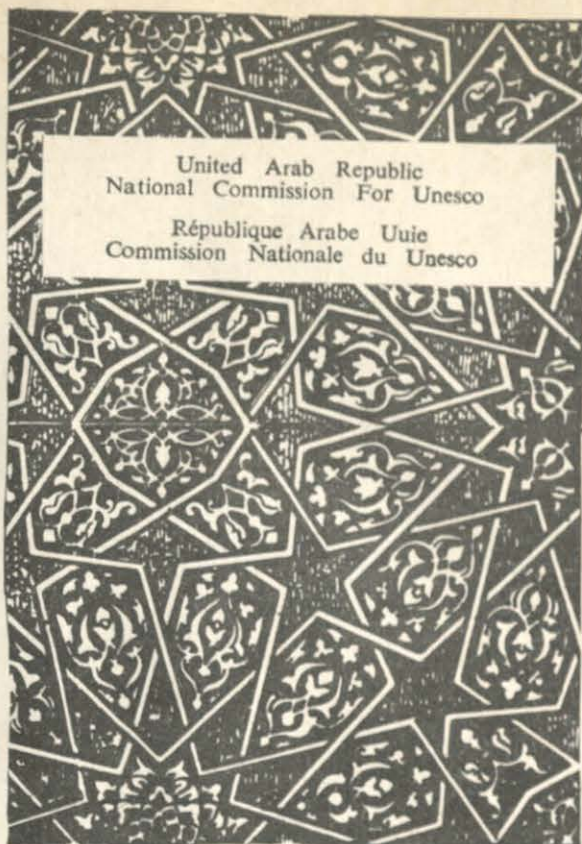 United Arab Republic
National Commission For Unesco
République Arabe Uuie
Commission Nationale du Unesco